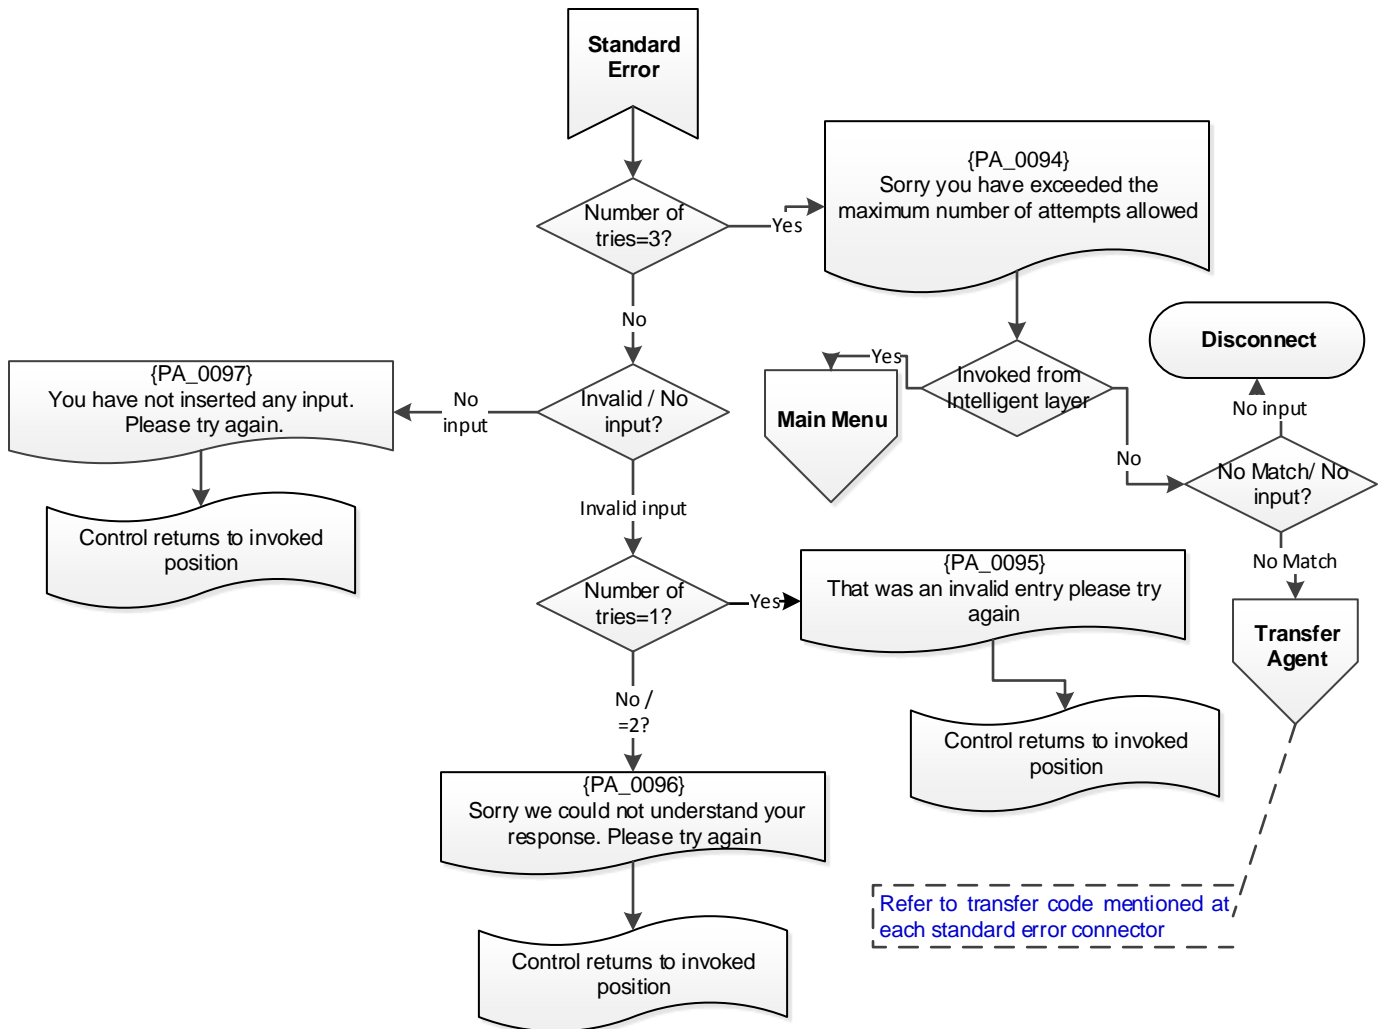 Standard
Error
Number of
tries=3?
Yes
{PA_0094}
Sorry you have exceeded the
maximum number of attempts allowed
No
Invalid / No
input?
No
input
{PA_0097}
You have not inserted any input.
Please try again.
Control returns to invoked
position
Invoked from
Intelligent layer
Yes
Main Menu
No
No Match/ No
input?
No input
Disconnect
No Match
Transfer
Agent
Refer to transfer code mentioned at
each standard error connector
Invalid input
Number of
tries=1?
Yes
{PA_0095}
That was an invalid entry please try
again
Control returns to invoked
position
No /
=2?
{PA_0096}
Sorry we could not understand your
response. Please try again
Control returns to invoked
position